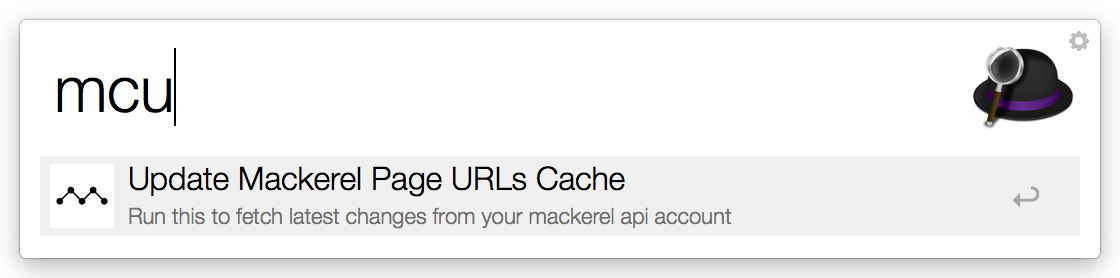 mcu
Update Mackerel Page URLs Cache
Run this to fetch latest changes from your mackerel api account